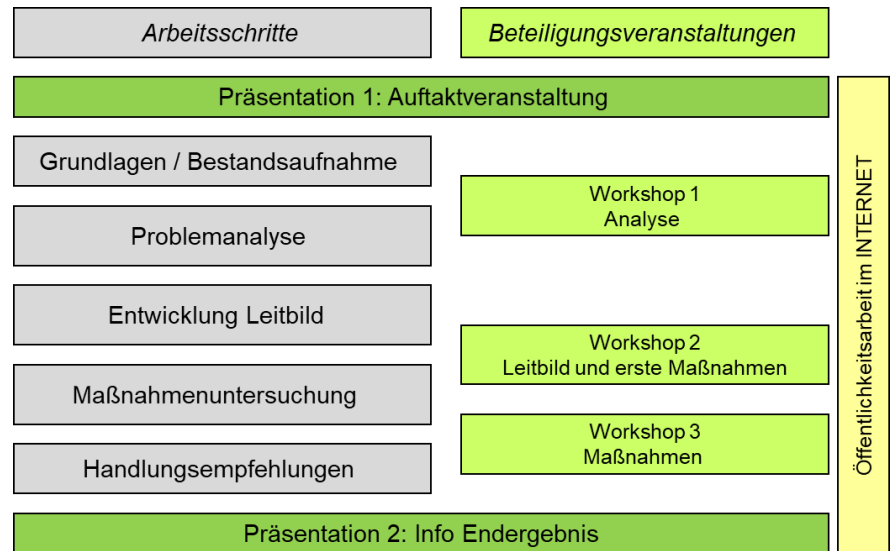 Arbeitsschritte
Beteiligungsveranstaltungen
Präsentation 1: Auftaktveranstaltung
Grundlagen / Bestandsaufnahme
Workshop 1
Analyse
Problemanalyse
Entwicklung Leitbild
Workshop 2
Leitbild und erste Maßnahmen
Maßnahmenuntersuchung
Workshop 3
Maßnahmen
Handlungsempfehlungen
Präsentation 2: Info Endergebnis
Öffentlichkeitsarbeit im INTERNET